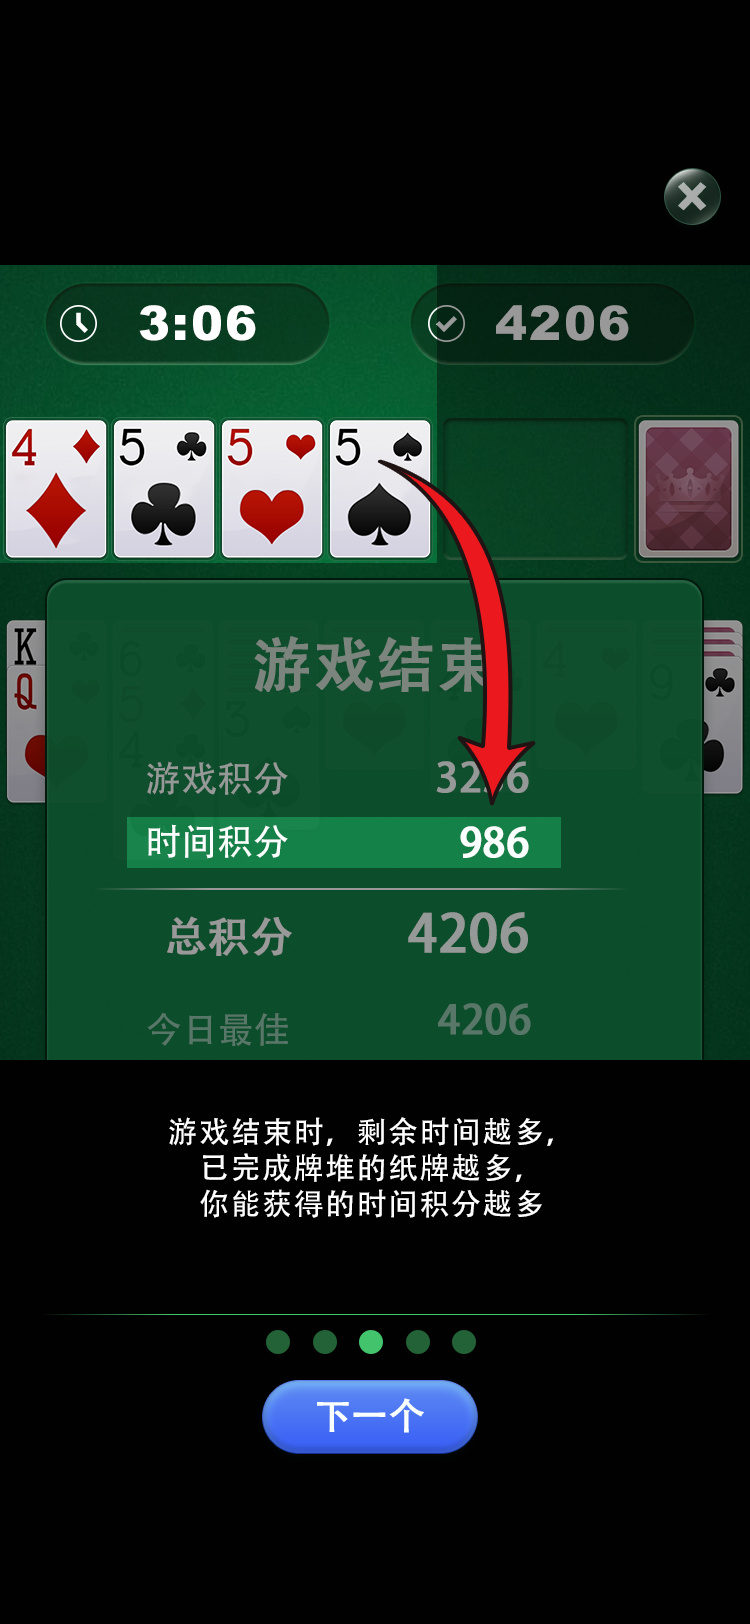 3:06
4206
4
5
5
5
K
Q
游戏结束
游戏积分
时间积分 986
总积分 4206
今日最佳 4206
游戏结束时，剩余时间越多，
已完成牌堆的纸牌越多，
你能获得的时间积分越多
下一个